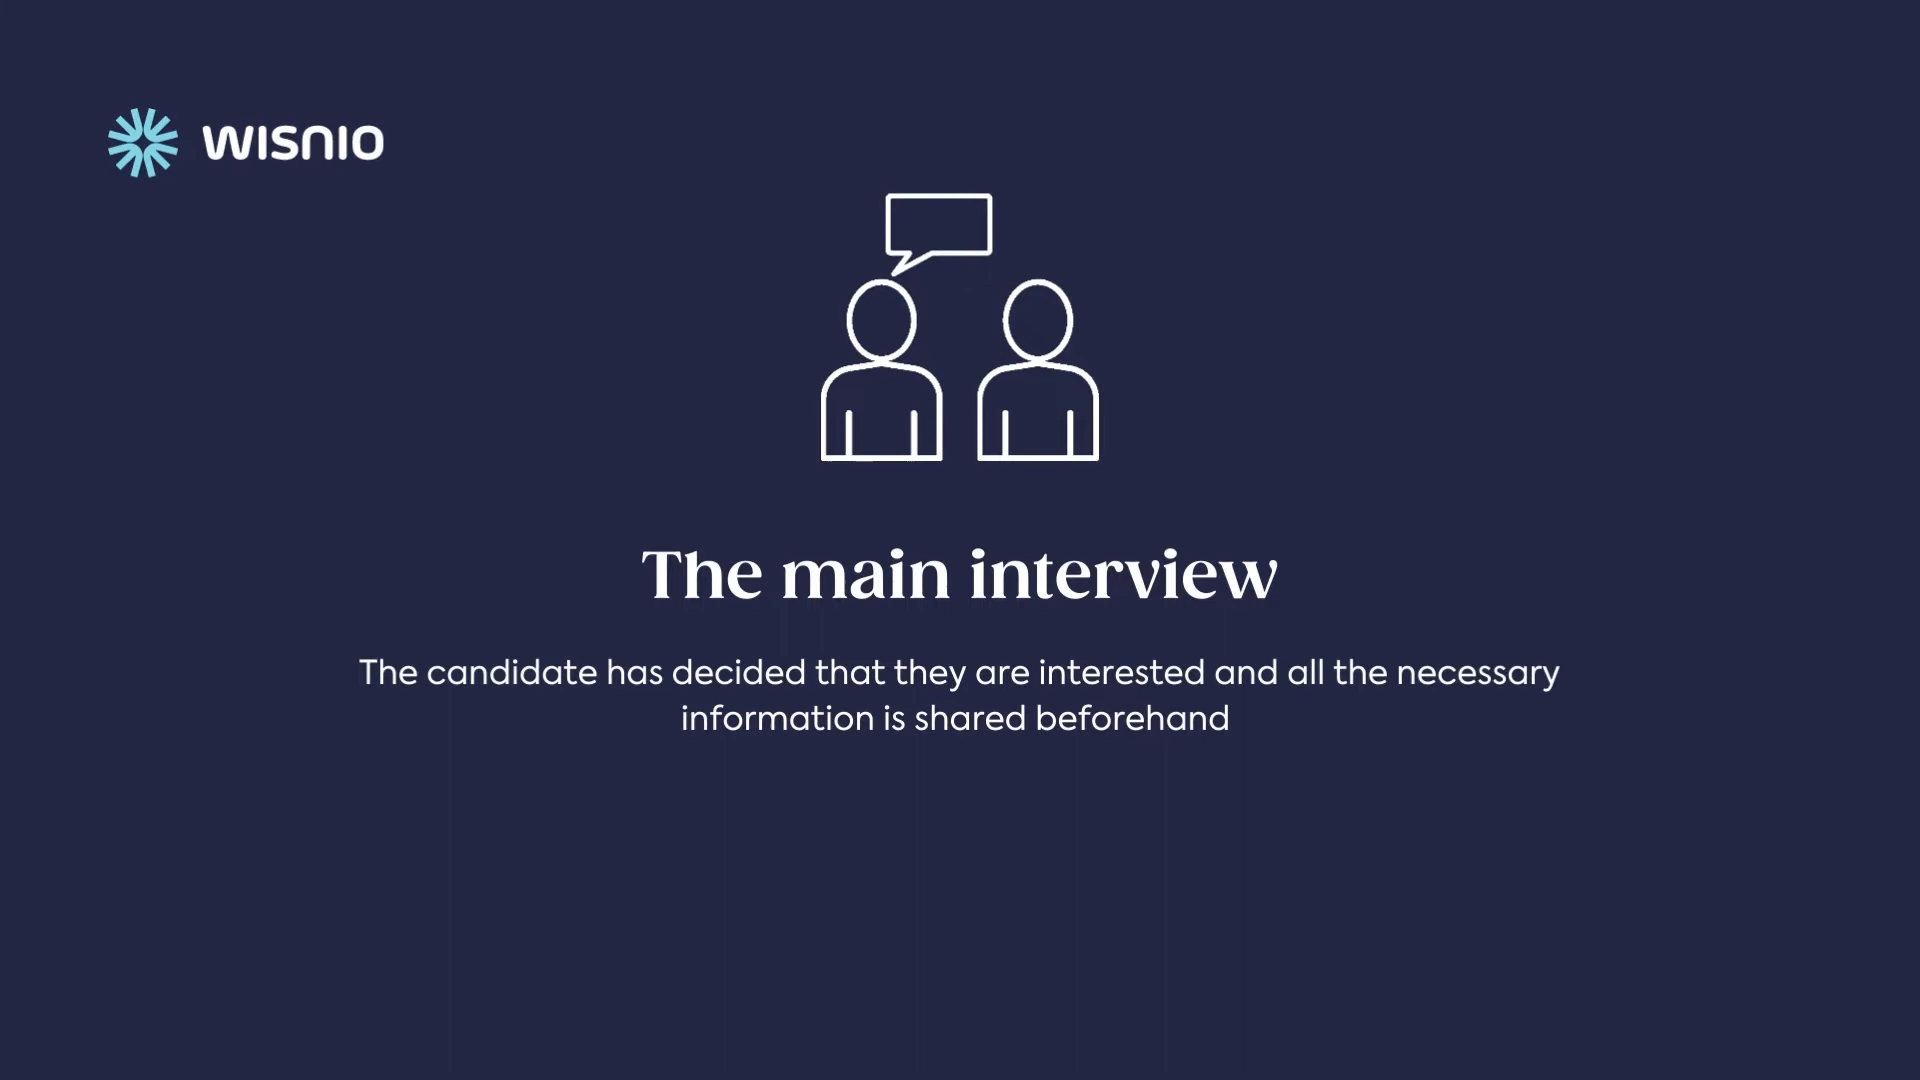 WISNIO
The main interview
The candidate has decided that they are interested and all the necessary
information is shared beforehand